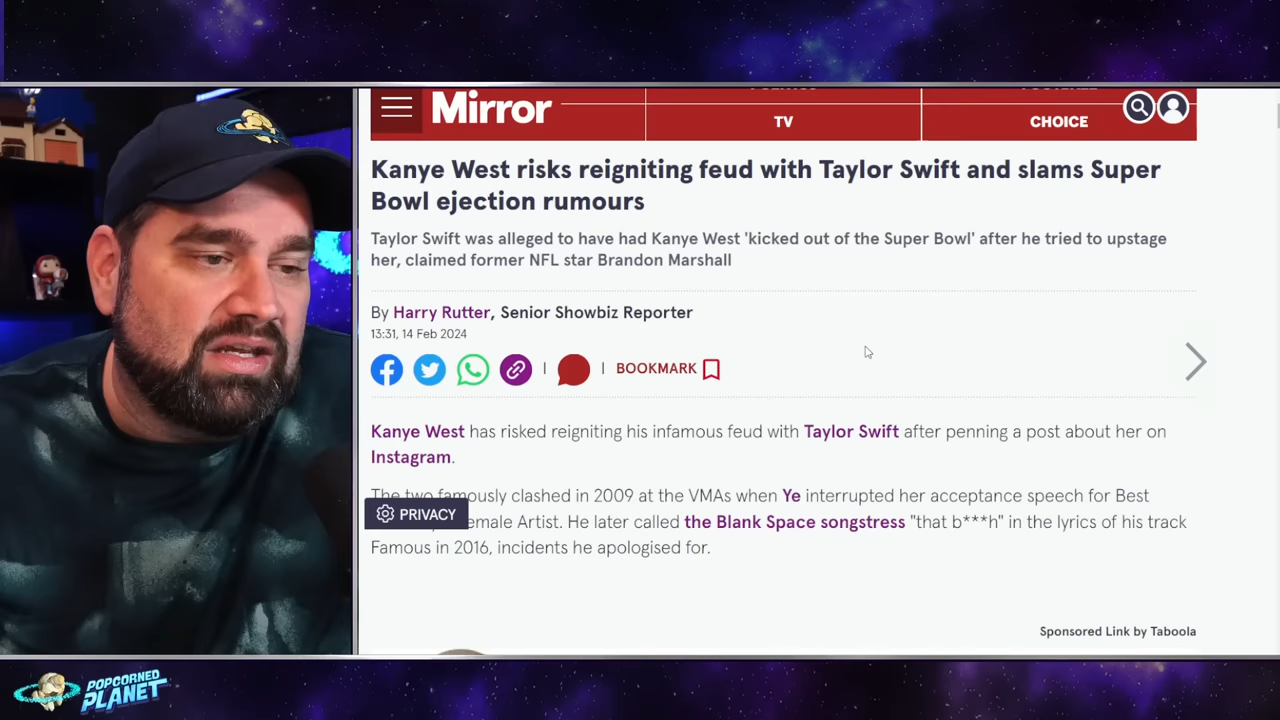 Mirror
TV
CHOICE
Kanye West risks reigniting feud with Taylor Swift and slams Super
Bowl ejection rumours
Taylor Swift was alleged to have had Kanye West 'kicked out of the Super Bowl' after he tried to upstage
her, claimed former NFL star Brandon Marshall
By Harry Rutter, Senior Showbiz Reporter
13:31, 14 Feb 2024
BOOKMARK
Kanye West has risked reigniting his infamous feud with Taylor Swift after penning a post about her on
Instagram.
The two famously clashed in 2009 at the VMAs when Ye interrupted her acceptance speech for Best
PRIVACY
emale Artist. He later called the Blank Space songstress "that b***h" in the lyrics of his track
Famous in 2016, incidents he apologised for.
Sponsored Link by Taboola
POPCORNED
PLANET